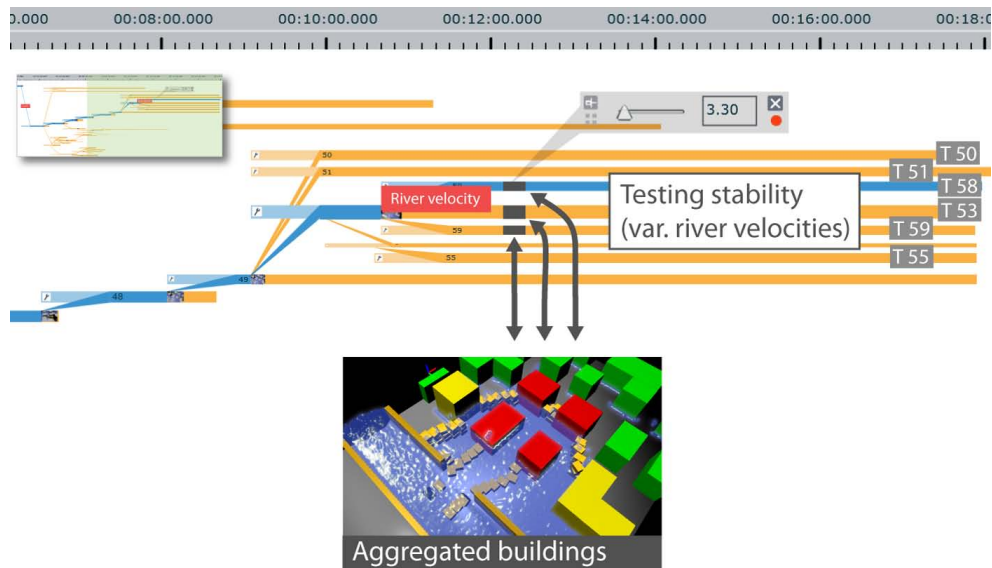 0.000 00:08:00.000 00:10:00.000 00:12:00.000 00:14:00.000 00:16:00.000 00:18:0
3.30
50
T 50
51
T 51
T 58
River velocity
Testing stability
(var. river velocities)
T 53
59
T 59
55
T 55
49
48
Aggregated buildings